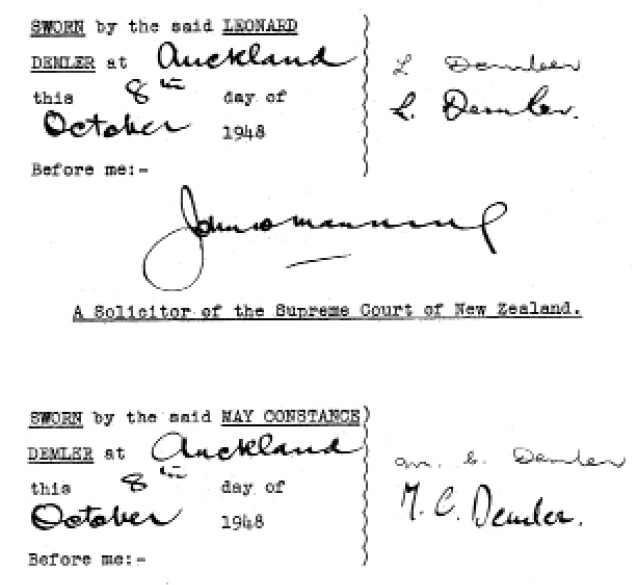 SWORN by the said LEONARD )
DEMLER at Auckland ) L Demler
this 8th day of ) L. Demler.
October 1948 )
Before me:- )
A Solicitor of the Supreme Court of New Zealand.
SWORN by the said MAY CONSTANCE)
DEMLER at Auckland ) m. c. Demler
this 8th day of ) M. C. Demler.
October 1948 )
Before me:- )